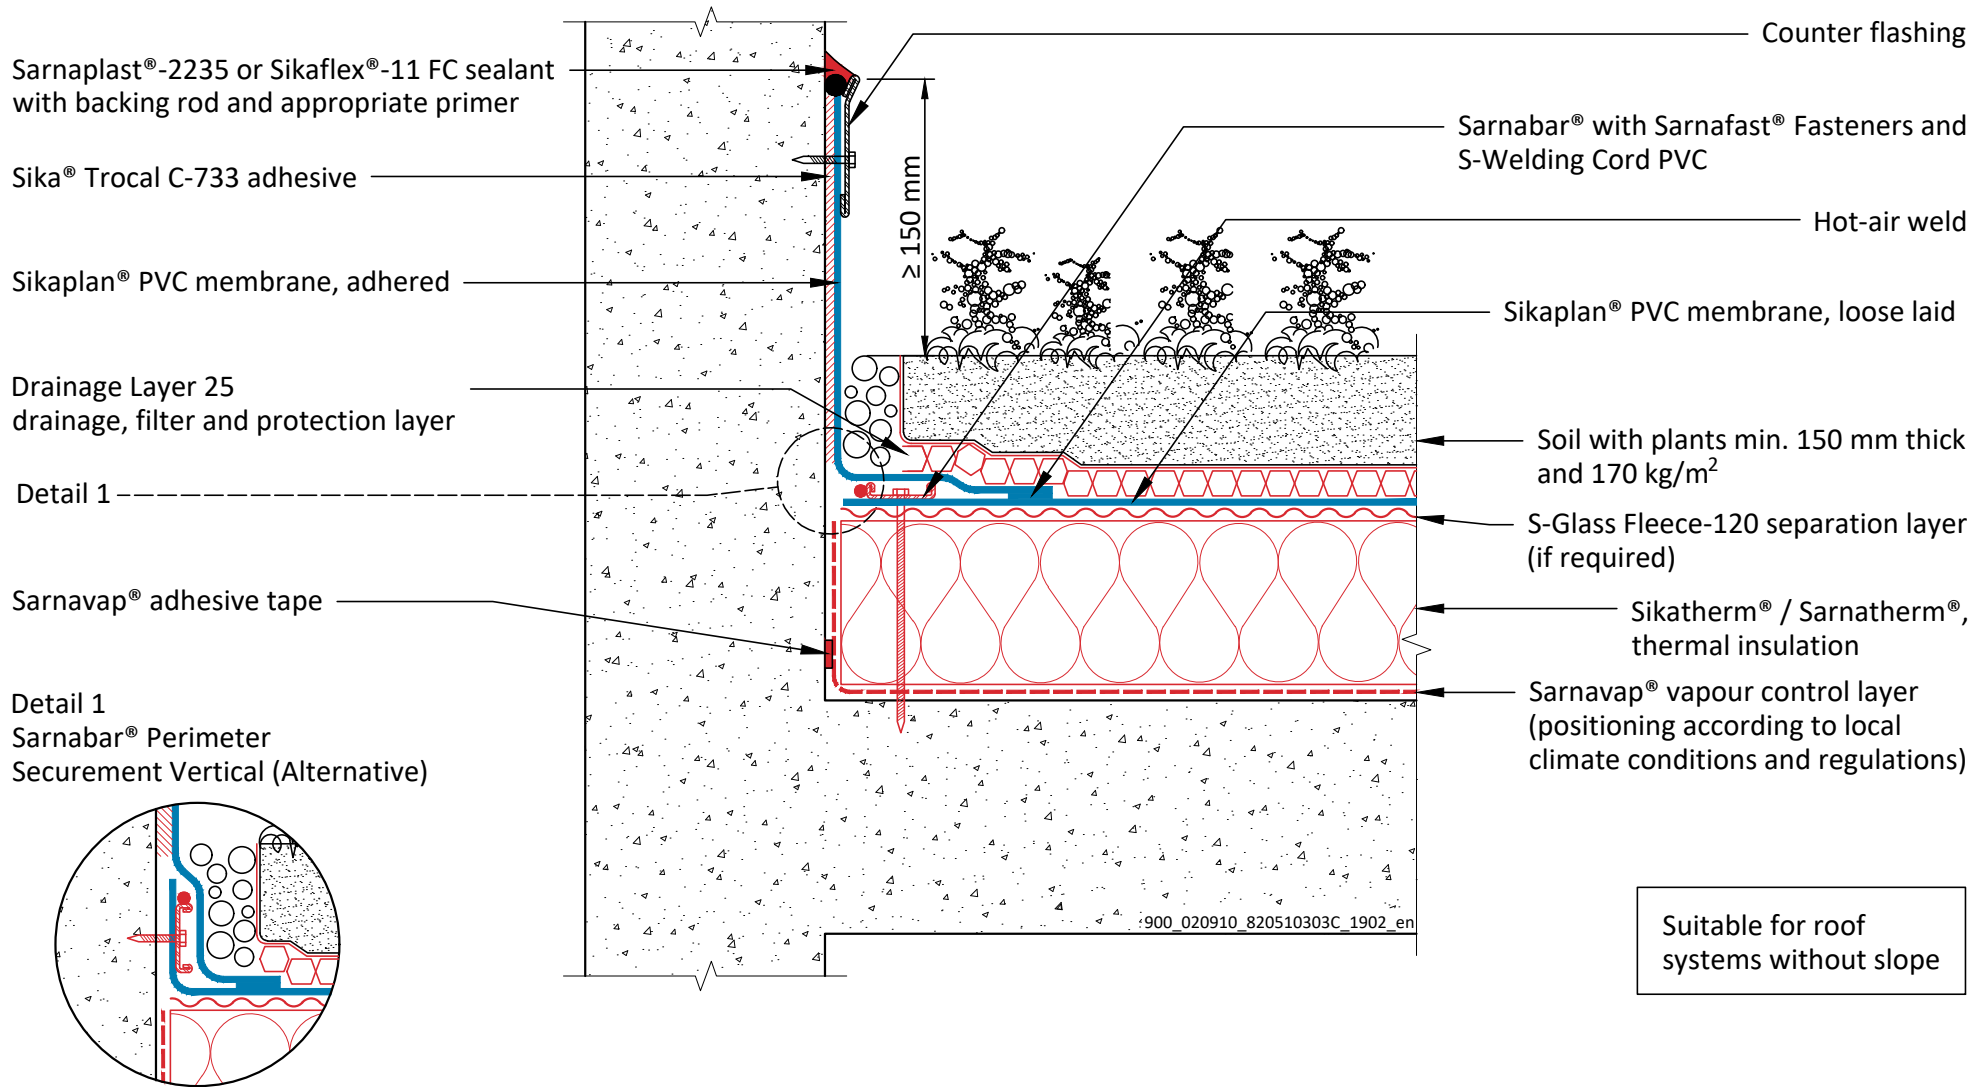 Sarnaplast®-2235 or Sikaflex®-11 FC sealant
with backing rod and appropriate primer
Sika® Trocal C-733 adhesive
Sikaplan® PVC membrane, adhered
Drainage Layer 25
drainage, filter and protection layer
Detail 1
Sarnavap® adhesive tape
Detail 1
Sarnabar® Perimeter
Securement Vertical (Alternative)
≥ 150 mm
Counter flashing
Sarnabar® with Sarnafast® Fasteners and
S-Welding Cord PVC
Hot-air weld
Sikaplan® PVC membrane, loose laid
Soil with plants min. 150 mm thick
and 170 kg/m²
S-Glass Fleece-120 separation layer
(if required)
Sikatherm® / Sarnatherm®,
thermal insulation
Sarnavap® vapour control layer
(positioning according to local
climate conditions and regulations)
900_020910_820510303C_1902_en
Suitable for roof
systems without slope